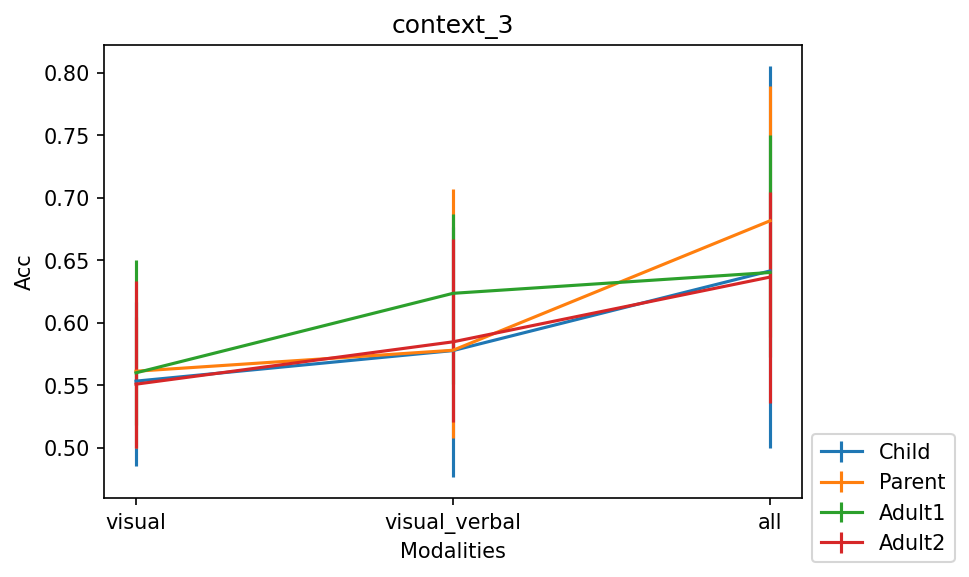 context_3
0.80
0.75
0.70
0.65
0.60
0.55
0.50
Acc
visual
visual_verbal
all
Modalities
Child
Parent
Adult1
Adult2